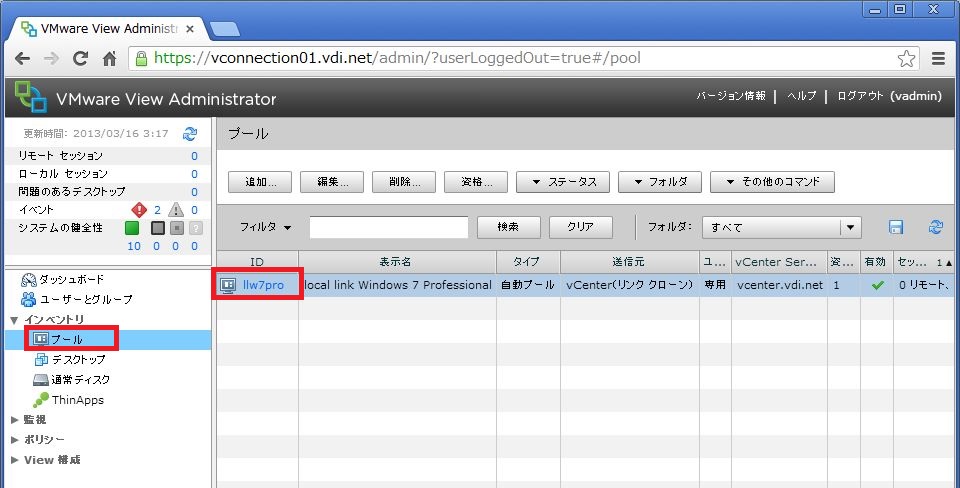 VMware View Administr
https://vconnection01.vdi.net/admin/?userLoggedOut=true#/pool
VMware View Administrator
バージョン情報 | ヘルプ | ログアウト (vadmin)
更新時間: 2013/03/16 3:17
リモート セッション 0
ローカル セッション 0
問題のあるデスクトップ 0
イベント 2 0
システムの健全性
10 0 0 0
ダッシュボード
ユーザーとグループ
インベントリ
プール
デスクトップ
通常ディスク
ThinApps
監視
ポリシー
View 構成
プール
追加... 編集... 削除... 資格... ステータス フォルダ その他のコマンド
フィルタ 検索 クリア フォルダ: すべて
ID 表示名 タイプ 送信元 ユ... vCenter Ser... 資... 有効 セッ... 1
llw7pro local link Windows 7 Professional 自動プール vCenter(リンク クローン) 専用 vcenter.vdi.net 1 0 リモート、